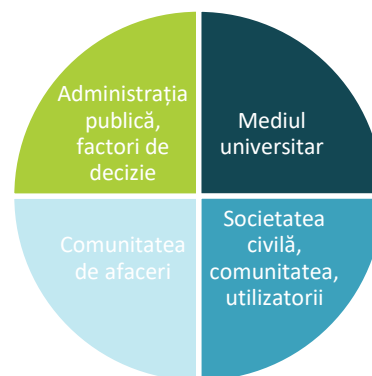 Administrația
publică,
factori de
decizie
Mediul
universitar
Comunitatea
de afaceri
Societatea
civilă,
comunitatea,
utilizatorii